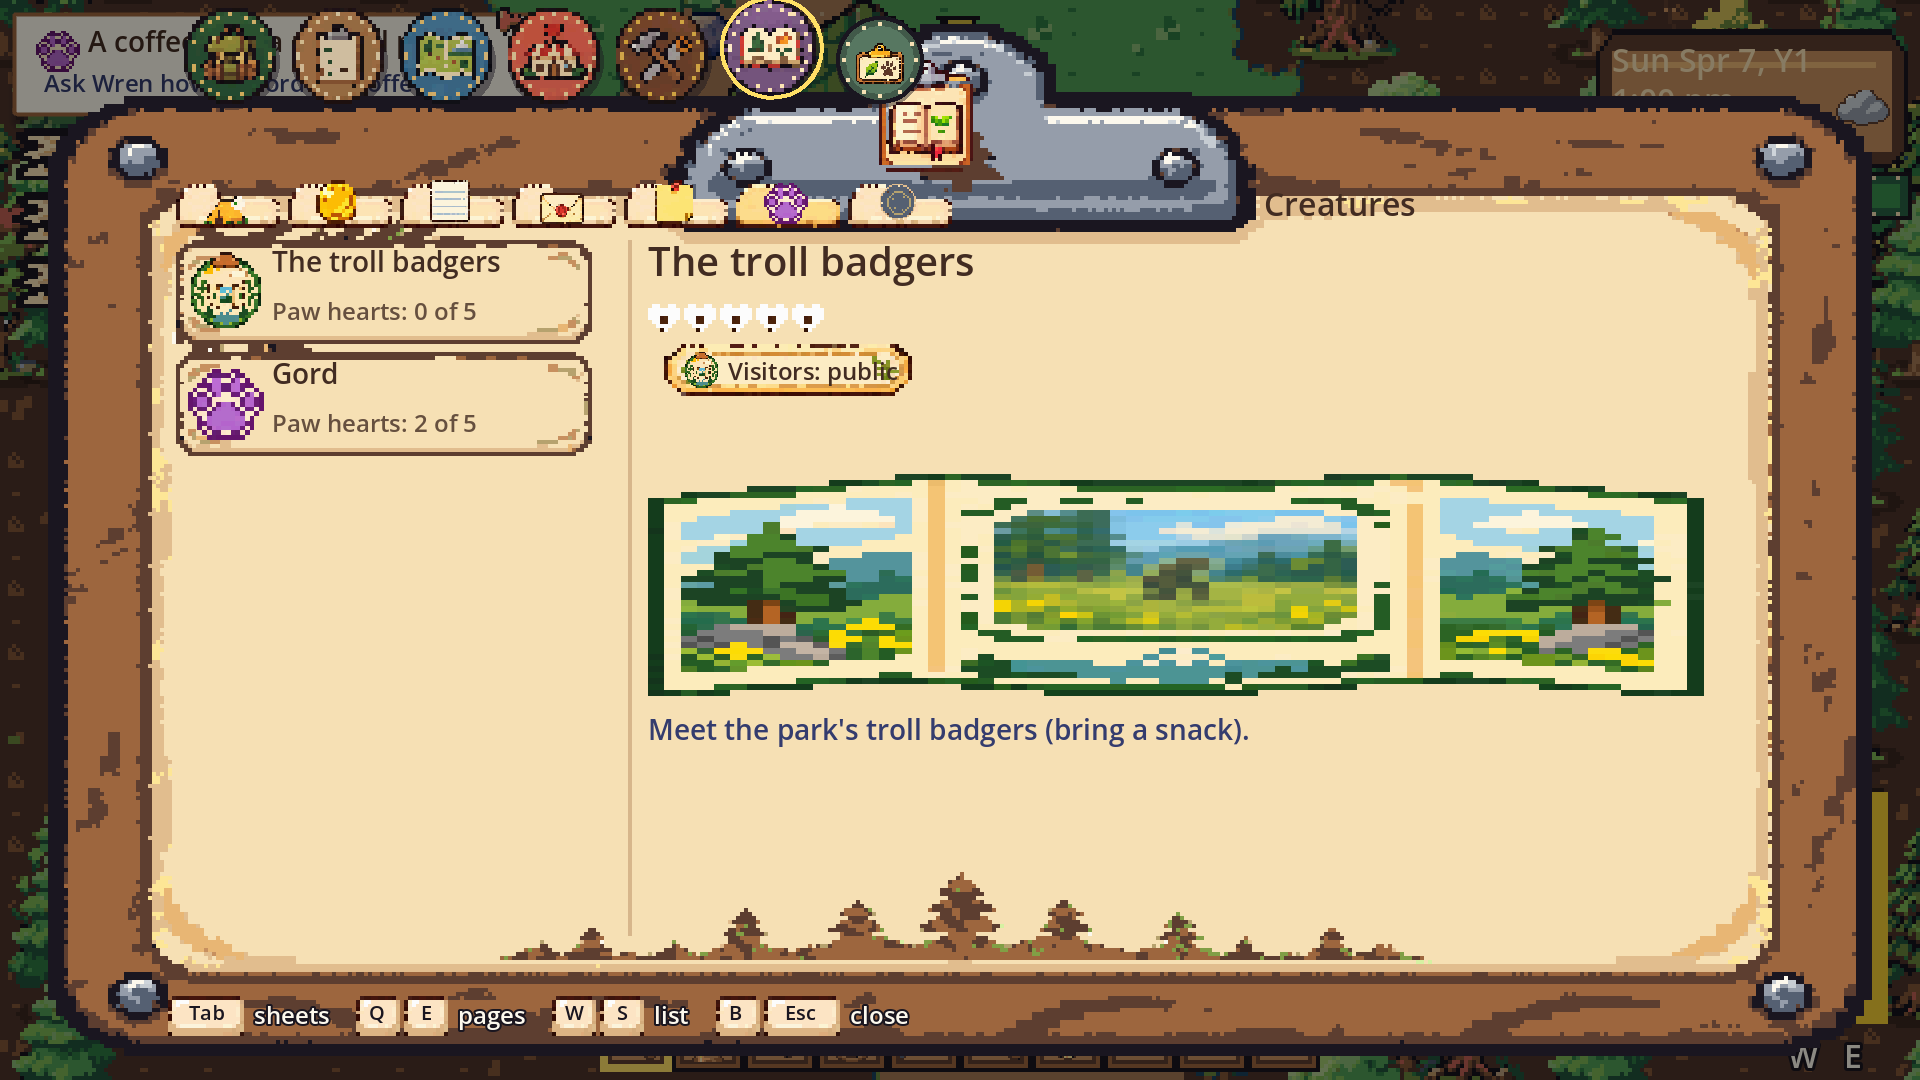 A coffee
Ask Wren how
Sun Spr 7, Y1
Creatures
The troll badgers
Paw hearts: 0 of 5
Gord
Paw hearts: 2 of 5
The troll badgers
Visitors: public
Meet the park's troll badgers (bring a snack).
Tab sheets Q E pages W S list B Esc close
W E